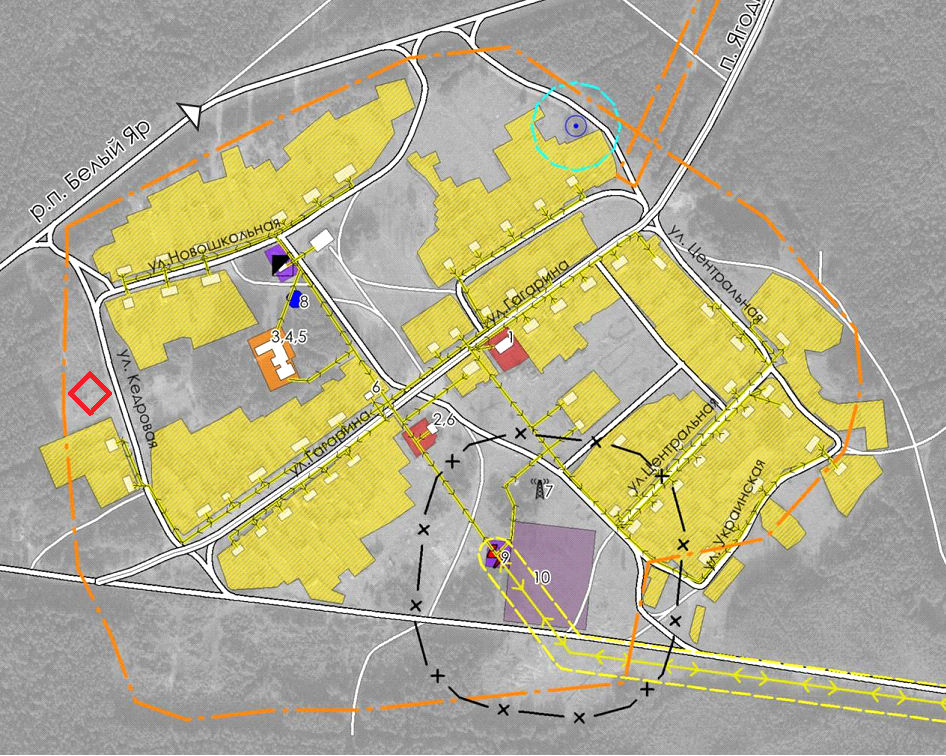 п. Ягодн
р.п. Белый Яр
ул. Новошкольная
ул. Центральная
8
ул.Гагарина
3,4,5
1
ул. Кедровая
6
2,6
ул.Гагарина
ул.Центральная
7
ул. Украинская
9
10